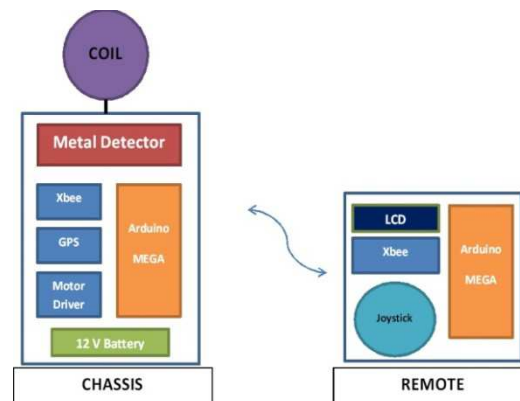 COIL
Metal Detector
Xbee
GPS
Motor
Driver
Arduino
MEGA
12 V Battery
CHASSIS
LCD
Xbee
Joystick
Arduino
MEGA
REMOTE